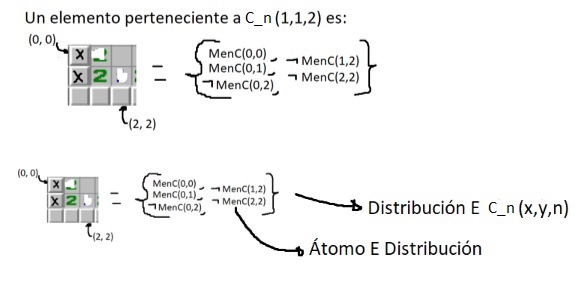 Un elemento perteneciente a C_n (1,1,2) es:
(0, 0)
X
X 2
=
MenC(0,0), ¬ MenC(1,2)
MenC(0,1), ¬ MenC(2,2)
¬ MenC(0,2),
(2, 2)
(0, 0)
X
X 2
=
MenC(0,0), ¬ MenC(1,2)
MenC(0,1), ¬ MenC(2,2)
¬ MenC(0,2),
(2, 2)
Distribución E C_n (x,y,n)
Átomo E Distribución